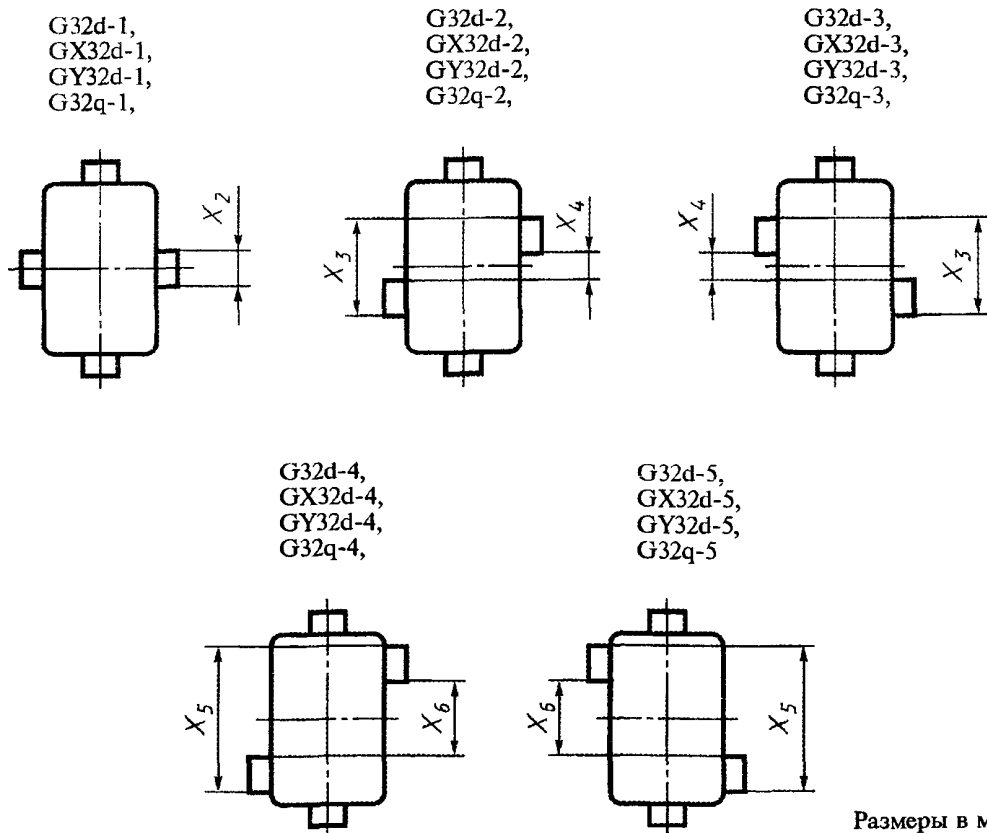 G32d-1,
GX32d-1,
GY32d-1,
G32q-1,
G32d-2,
GX32d-2,
GY32d-2,
G32q-2,
G32d-3,
GX32d-3,
GY32d-3,
G32q-3,
X2
X3
X4
X4
X3
G32d-4,
GX32d-4,
GY32d-4,
G32q-4,
G32d-5,
GX32d-5,
GY32d-5,
G32q-5
X5
X6
X6
X5
Размеры в м